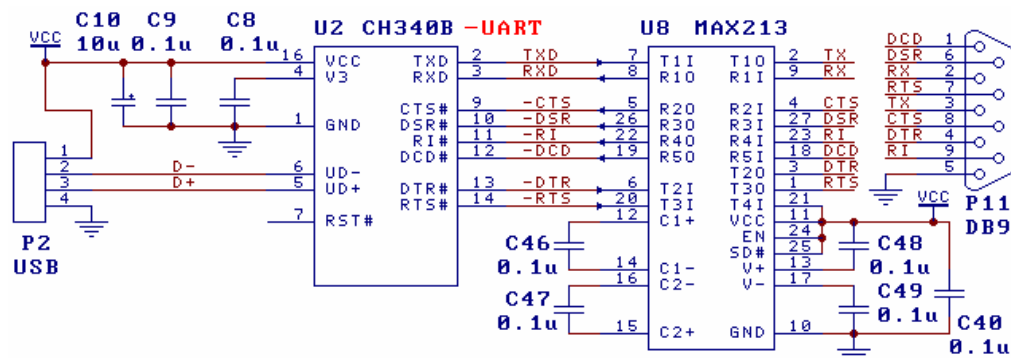 C10 C9 C8 U2 CH340B -UART U8 MAX213
VCC 10u 0.1u 0.1u
16 VCC TXD 2 TXD 7 T1I T1O 2 TX DCD 1
4 V3 RXD 3 RXD 8 R1O R1I 9 RX DSR 6
RX 2
RTS 7
CTS# 9 -CTS 5 R2O R2I 4 CTS TX 3
1 GND DSR# 10 -DSR 26 R3O R3I 27 DSR CTS 8
RI# 11 -RI 22 R4O R4I 23 RI DTR 4
DCD# 12 -DCD 19 R5O R5I 18 DCD RI 9
1
2 D- 6 UD- T2O 3 DTR 5
3 D+ 5 UD+ DTR# 13 -DTR 6 T2I T3O 1 RTS
4 RTS# 14 -RTS 20 T3I T4I 21 VCC P11
7 RST# 12 C1+ VCC 11 DB9
P2 EN 24
USB SD# 25
C46 0.1u 14 C1- V+ 13 C48 0.1u
16 C2- V- 17
C47 0.1u C49 0.1u
15 C2+ GND 10 C40 0.1u